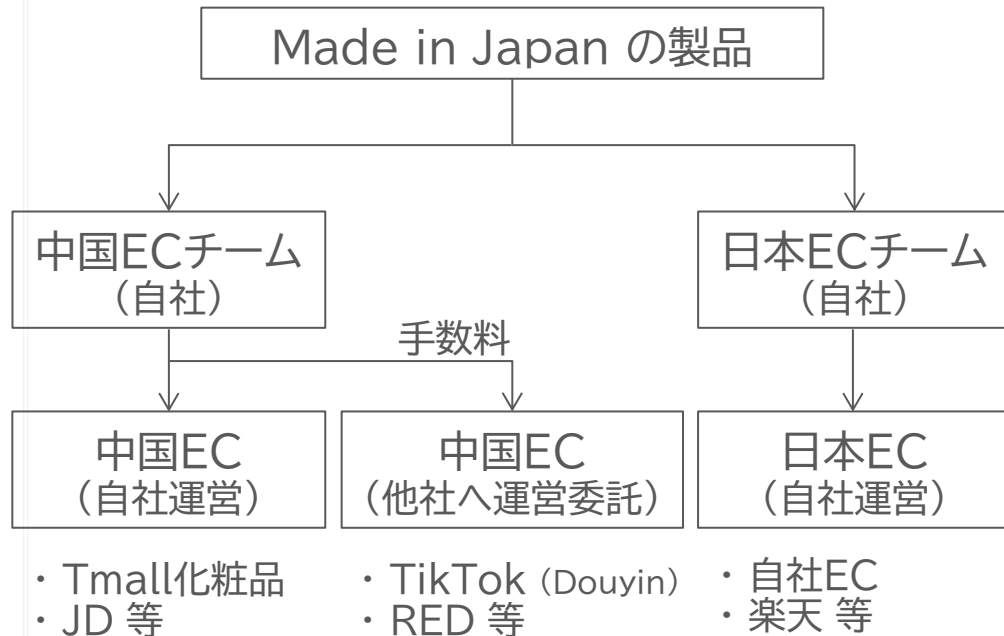 Made in Japan の製品
中国ECチーム
（自社）
日本ECチーム
（自社）
手数料
中国EC
（自社運営）
中国EC
（他社へ運営委託）
日本EC
（自社運営）
・Tmall化粧品
・JD 等
・TikTok（Douyin）
・RED 等
・自社EC
・楽天 等